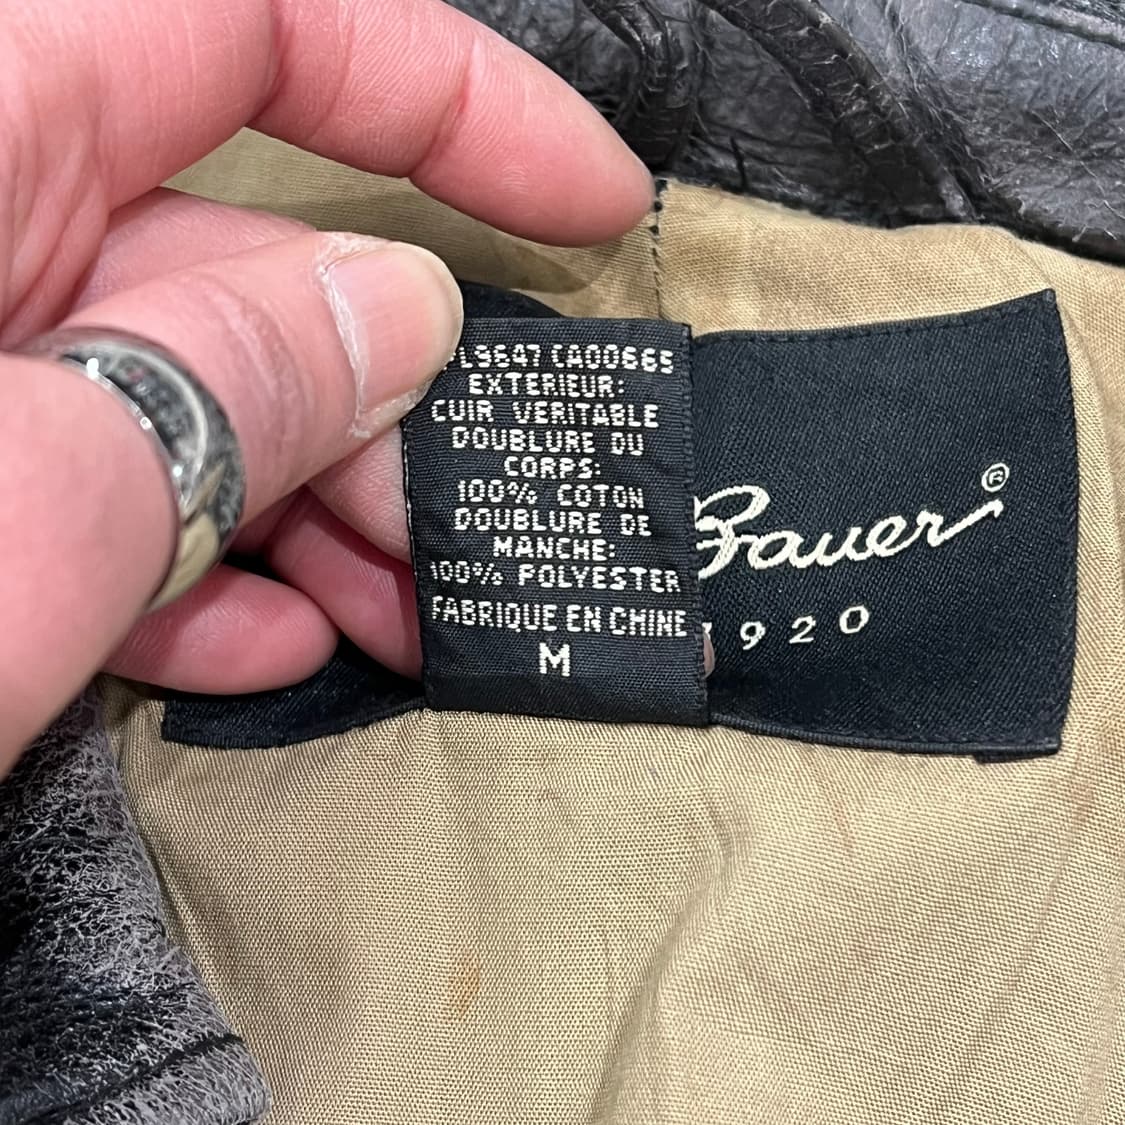 PL9647 CA00665
EXTERIEUR:
CUIR VERITABLE
DOUBLURE DU
CORPS:
100% COTON
DOUBLURE DE
MANCHE:
100% POLYESTER
FABRIQUE EN CHINE
M
Bauer®
1920